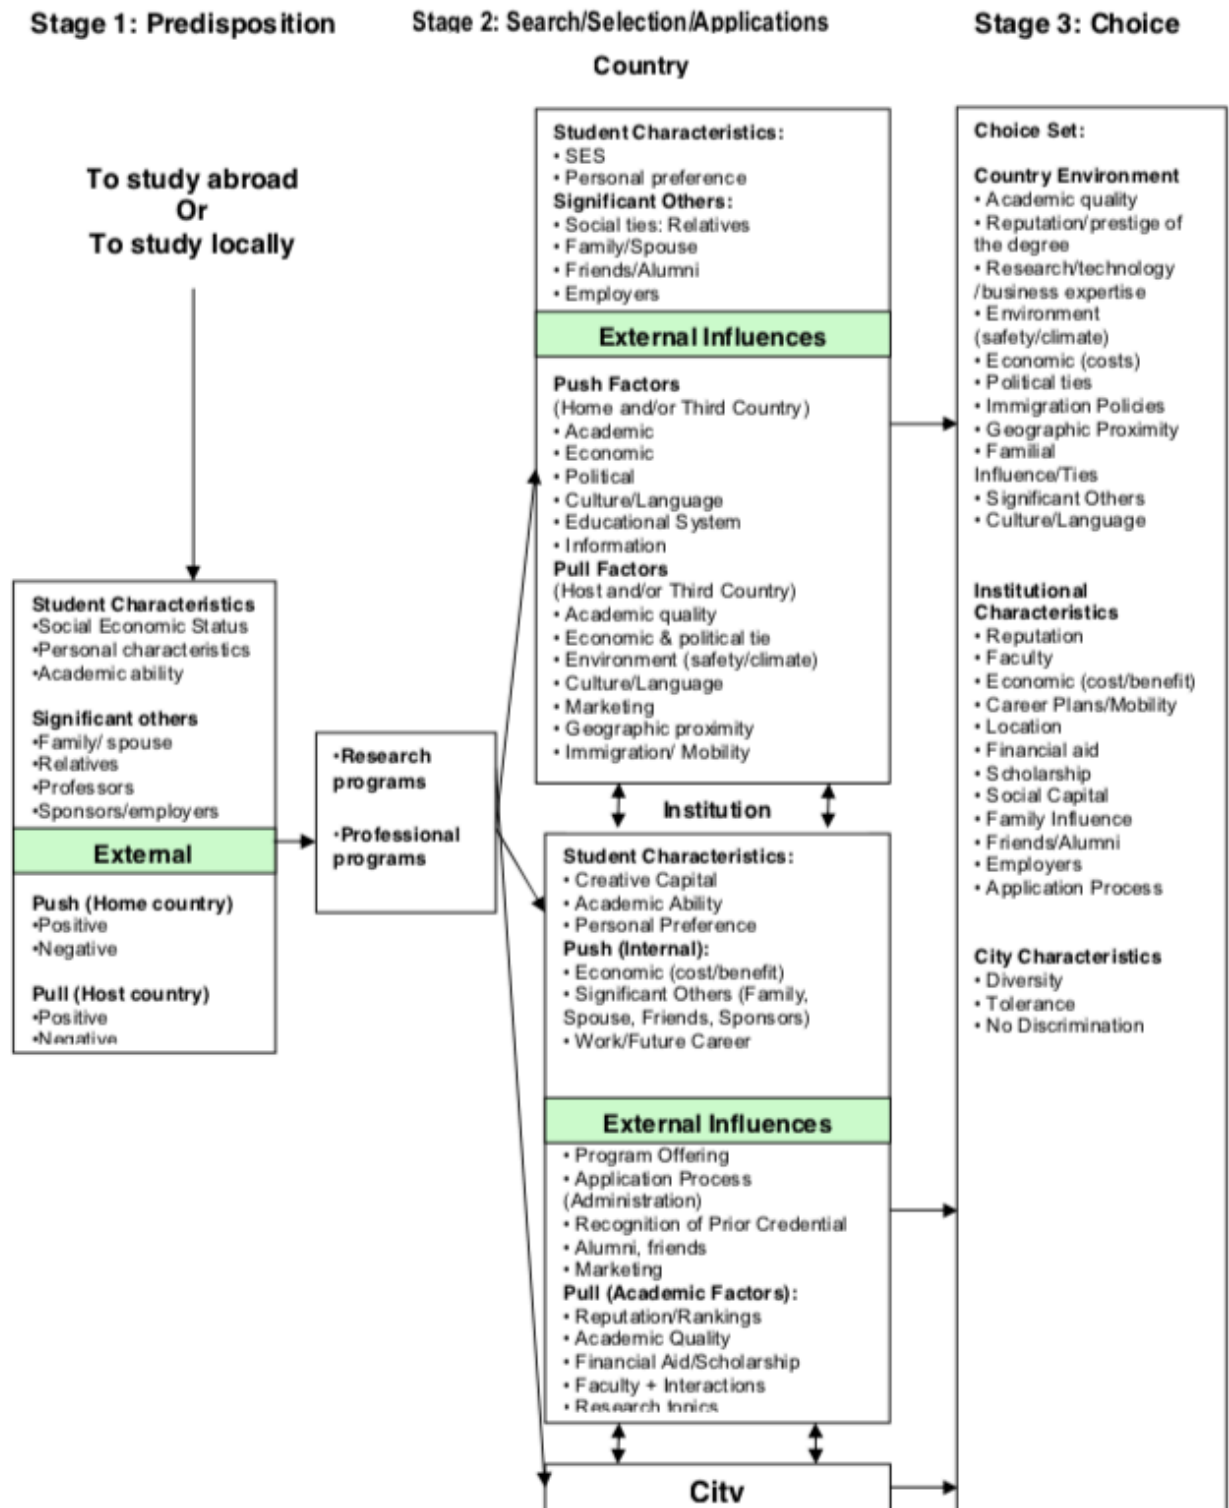 Stage 1: Predisposition
Stage 2: Search/Selection/Applications
Stage 3: Choice
Country
To study abroad
Or
To study locally
Student Characteristics
•Social Economic Status
•Personal characteristics
•Academic ability
Significant others
•Family/ spouse
•Relatives
•Professors
•Sponsors/employers
External
Push (Home country)
•Positive
•Negative
Pull (Host country)
•Positive
•Negative
•Research
programs
•Professional
programs
Student Characteristics:
• SES
• Personal preference
Significant Others:
• Social ties: Relatives
• Family/Spouse
• Friends/Alumni
• Employers
External Influences
Push Factors
(Home and/or Third Country)
• Academic
• Economic
• Political
• Culture/Language
• Educational System
• Information
Pull Factors
(Host and/or Third Country)
• Academic quality
• Economic & political tie
• Environment (safety/climate)
• Culture/Language
• Marketing
• Geographic proximity
• Immigration/ Mobility
Institution
Student Characteristics:
• Creative Capital
• Academic Ability
• Personal Preference
Push (Internal):
• Economic (cost/benefit)
• Significant Others (Family,
Spouse, Friends, Sponsors)
• Work/Future Career
External Influences
• Program Offering
• Application Process
(Administration)
• Recognition of Prior Credential
• Alumni, friends
• Marketing
Pull (Academic Factors):
• Reputation/Rankings
• Academic Quality
• Financial Aid/Scholarship
• Faculty + Interactions
• Research topics
City
Choice Set:
Country Environment
• Academic quality
• Reputation/prestige of
the degree
• Research/technology
/business expertise
• Environment
(safety/climate)
• Economic (costs)
• Political ties
• Immigration Policies
• Geographic Proximity
• Familial
Influence/Ties
• Significant Others
• Culture/Language
Institutional
Characteristics
• Reputation
• Faculty
• Economic (cost/benefit)
• Career Plans/Mobility
• Location
• Financial aid
• Scholarship
• Social Capital
• Family Influence
• Friends/Alumni
• Employers
• Application Process
City Characteristics
• Diversity
• Tolerance
• No Discrimination